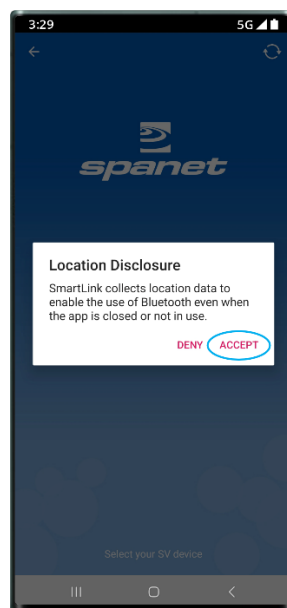 3:29 5G
spanet
Location Disclosure
SmartLink collects location data to
enable the use of Bluetooth even when
the app is closed or not in use.
DENY ACCEPT
Select your SV device